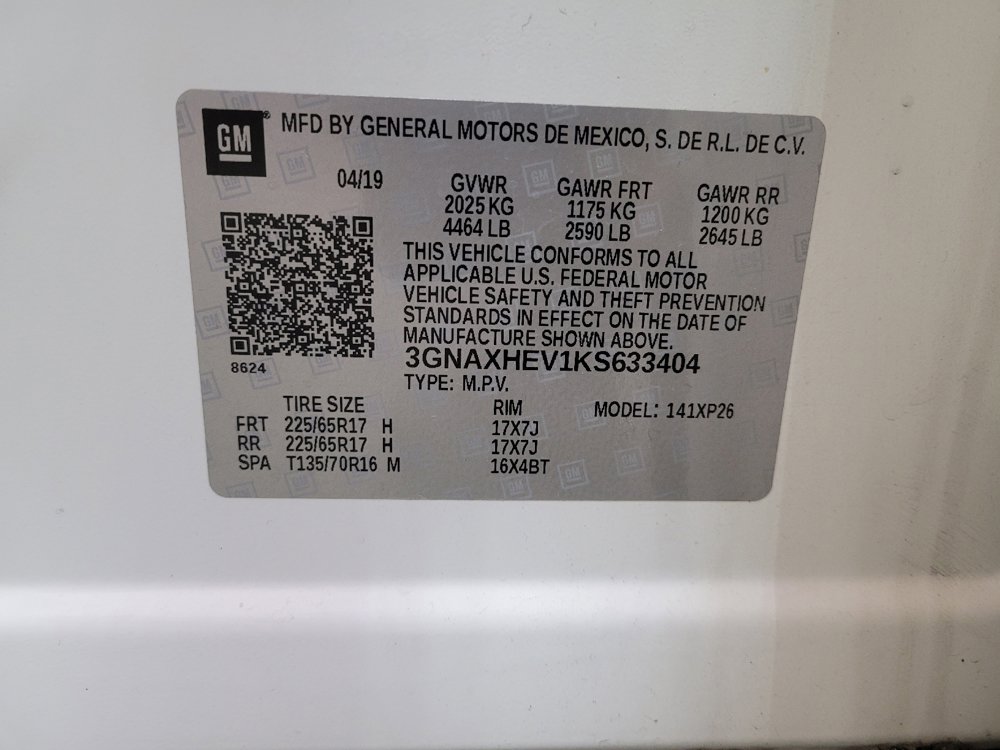 GM® MFD BY GENERAL MOTORS DE MEXICO, S. DE R.L. DE C.V.
04/19 GVWR GAWR FRT GAWR RR
2025 KG 1175 KG 1200 KG
4464 LB 2590 LB 2645 LB
THIS VEHICLE CONFORMS TO ALL
APPLICABLE U.S. FEDERAL MOTOR
VEHICLE SAFETY AND THEFT PREVENTION
STANDARDS IN EFFECT ON THE DATE OF
MANUFACTURE SHOWN ABOVE.
8624 3GNAXHEV1KS633404
TYPE: M.P.V.
TIRE SIZE RIM MODEL: 141XP26
FRT 225/65R17 H 17X7J
RR 225/65R17 H 17X7J
SPA T135/70R16 M 16X4BT